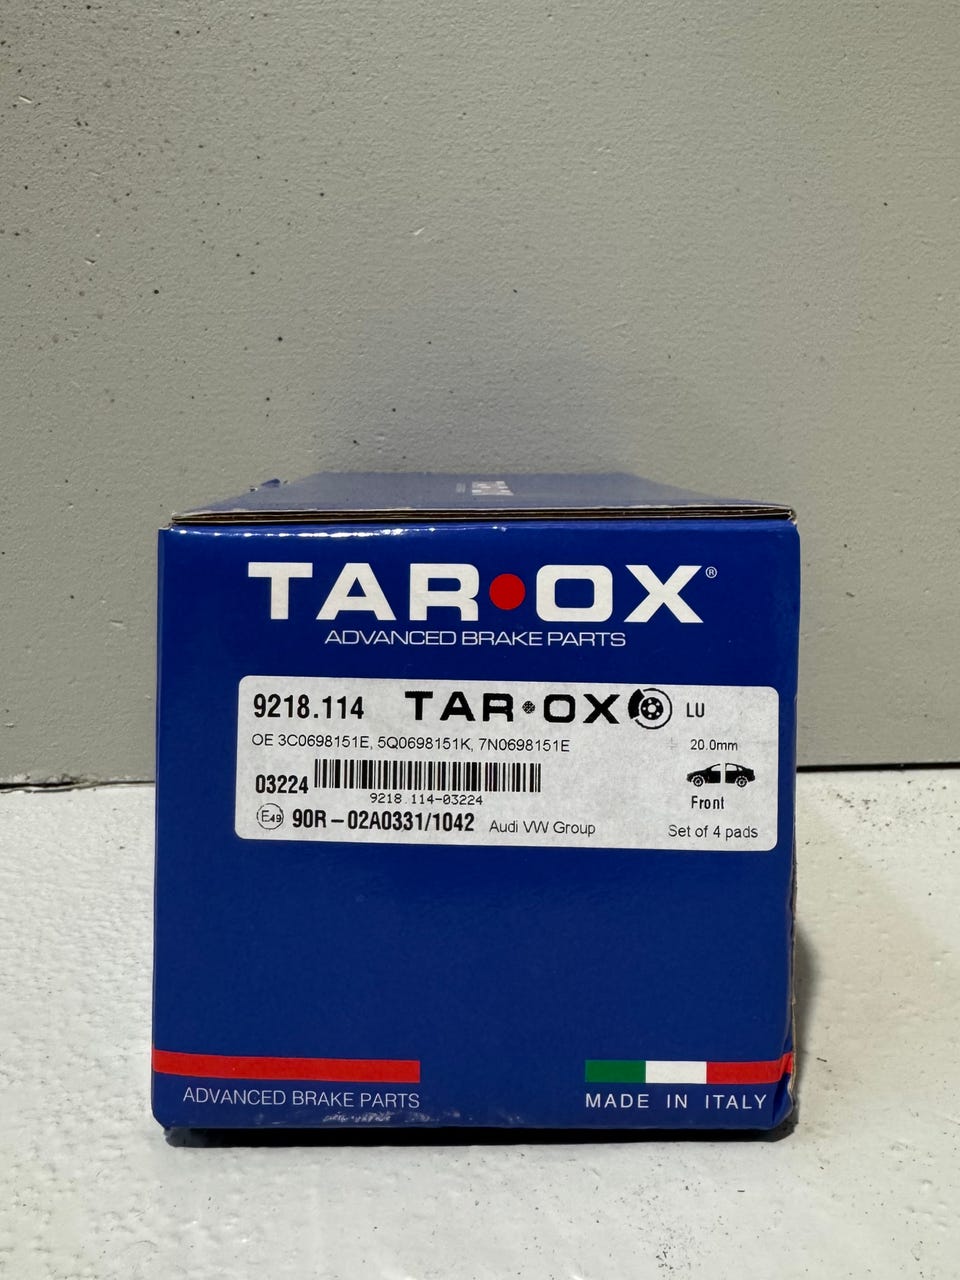 TAR•OX®
ADVANCED BRAKE PARTS
9218.114 TAR•OX LU
OE 3C0698151E, 5Q0698151K, 7N0698151E 20.0mm
03224
9218.114-03224
Front
E49 90R-02A0331/1042 Audi VW Group Set of 4 pads
ADVANCED BRAKE PARTS
MADE IN ITALY